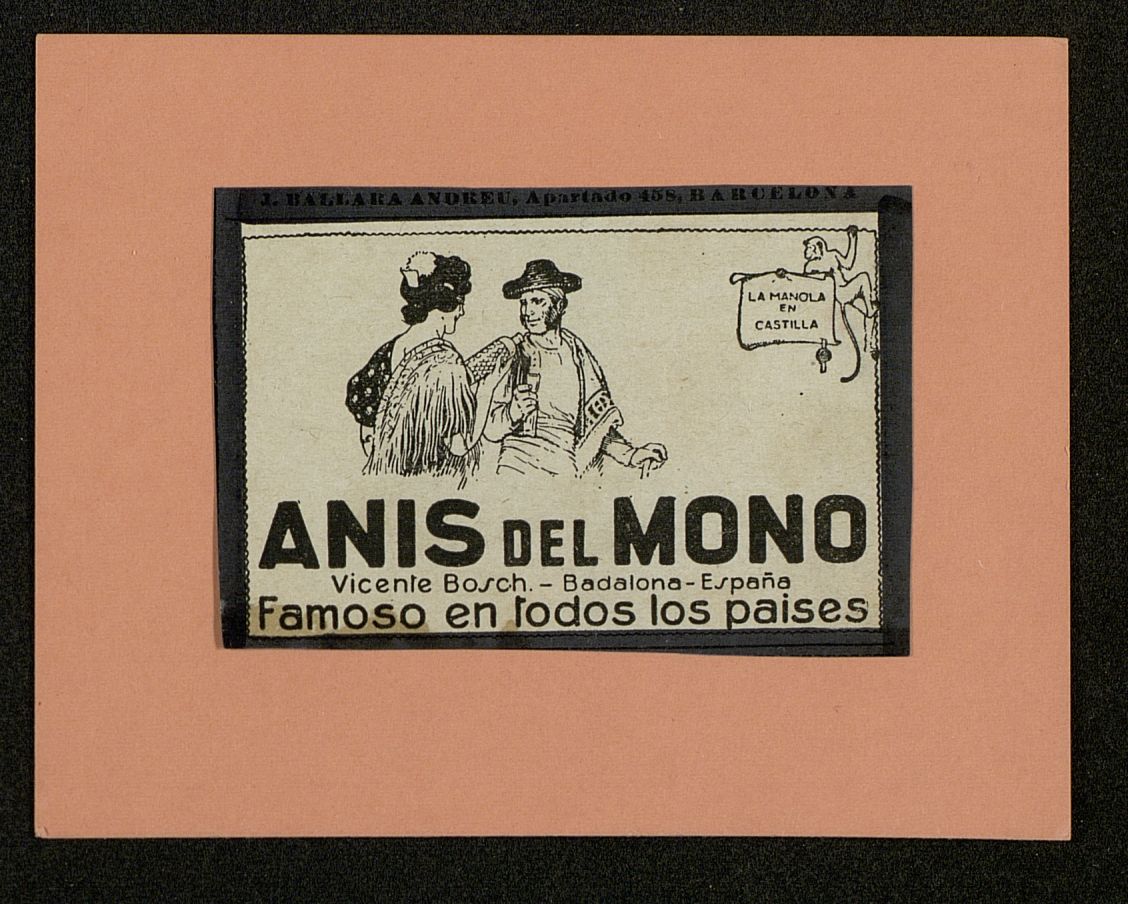 J. BALLARA ANDREU, Apartado 458, BARCELONA
LA MANOLA
EN
CASTILLA
ANIS DEL MONO
Vicente Bosch. - Badalona - España
Famoso en todos los paises